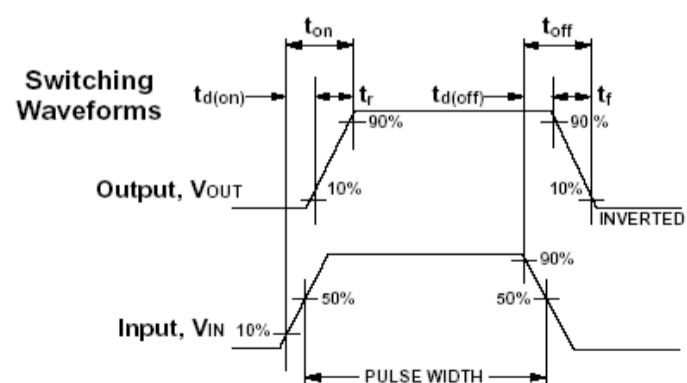 ton
toff
Switching
Waveforms
td(on)
tr
td(off)
tf
90%
90%
Output, VOUT
10%
10%
INVERTED
90%
50%
50%
Input, VIN
10%
PULSE WIDTH